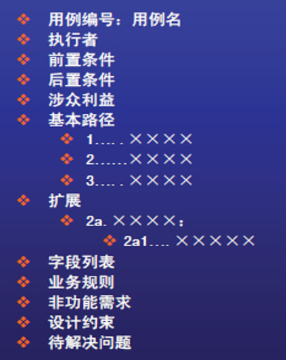 用例编号：用例名
执行者
前置条件
后置条件
涉众利益
基本路径
1.....××××
2......××××
3.....××××
扩展
2a.××××：
2a1....×××××
字段列表
业务规则
非功能需求
设计约束
待解决问题